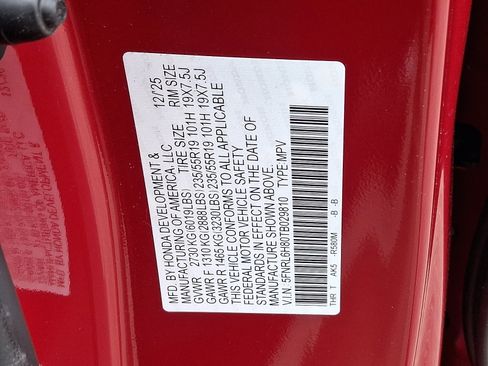 MFD. BY HONDA DEVELOPMENT &
MANUFACTURING OF AMERICA, LLC 12/25
TIRE SIZE RIM SIZE
GVWR 2730 KG(6019LBS)
GAWR F 1310 KG(2888LBS) 235/55R19 101H 19X7.5J
GAWR R 1465 KG(3230LBS) 235/55R19 101H 19X7.5J
THIS VEHICLE CONFORMS TO ALL APPLICABLE
FEDERAL MOTOR VEHICLE SAFETY
STANDARDS IN EFFECT ON THE DATE OF
MANUFACTURE SHOWN ABOVE.
V.I.N. 5FNRL6H80TB029810 TYPE:MPV
THR T AK5 -R580M -B -B